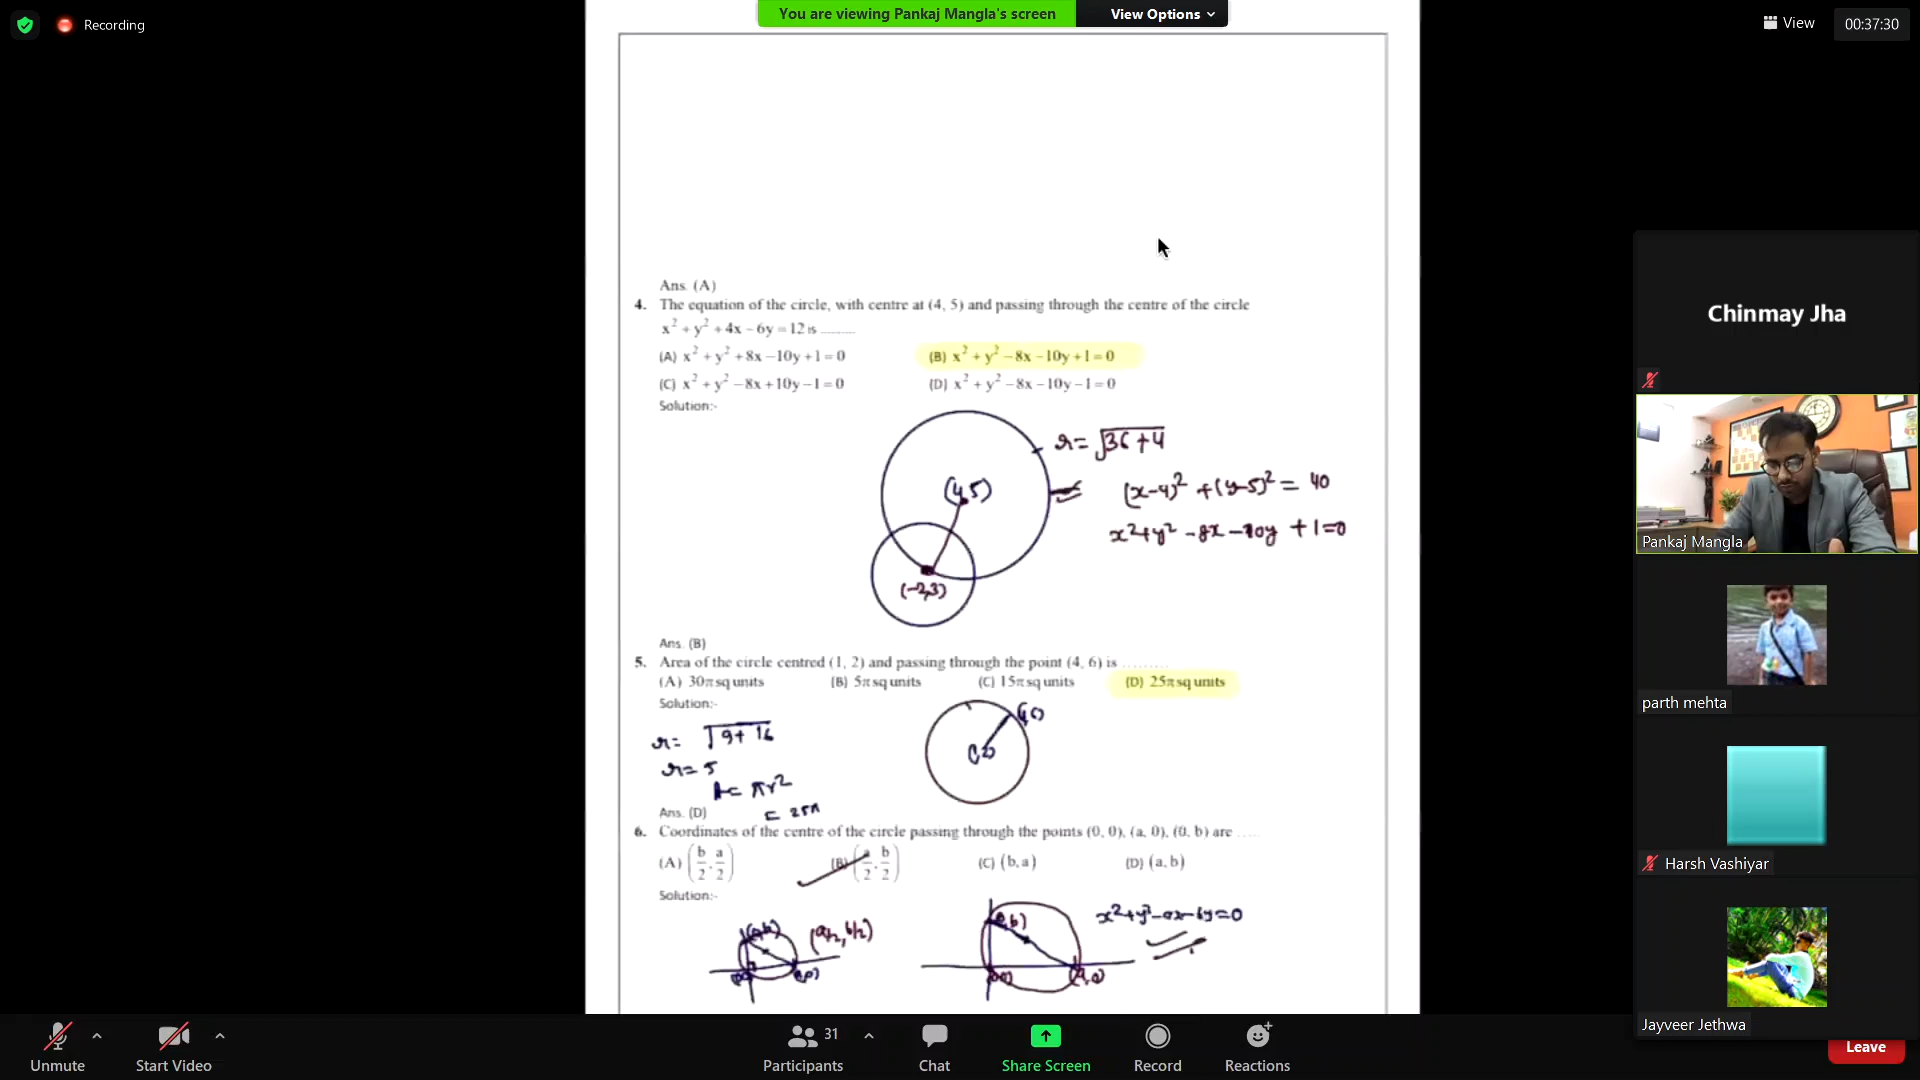 Recording
You are viewing Pankaj Mangla's screen
View Options
View
00:37:30
Ans. (A)
4. The equation of the circle, with centre at (4, 5) and passing through the centre of the circle
x² + y² + 4x − 6y = 12 is ..........
(A) x² + y² + 8x − 10y + 1 = 0 (B) x² + y² − 8x − 10y + 1 = 0
(C) x² + y² − 8x + 10y − 1 = 0 (D) x² + y² − 8x − 10y − 1 = 0
Solution:-
r = √36 + 4
(4,5)
(x-4)² + (y-5)² = 40
x²+y² -8x -10y +1=0
(-2,3)
Ans. (B)
5. Area of the circle centred (1, 2) and passing through the point (4, 6) is ..........
(A) 30π sq units (B) 5π sq units (C) 15π sq units (D) 25π sq units
Solution:-
r= √9+16
r= 5
A= πr²
= 25π
Ans. (D)
6. Coordinates of the centre of the circle passing through the points (0, 0), (a, 0), (0, b) are .....
(A) (b/2, a/2) (B) (a/2, b/2) (C) (b, a) (D) (a, b)
Solution:-
(a/2, b/2)
x²+y²-ax-by=0
Chinmay Jha
Pankaj Mangla
parth mehta
Harsh Vashiyar
Jayveer Jethwa
Unmute
Start Video
31
Participants
Chat
Share Screen
Record
Reactions
Leave